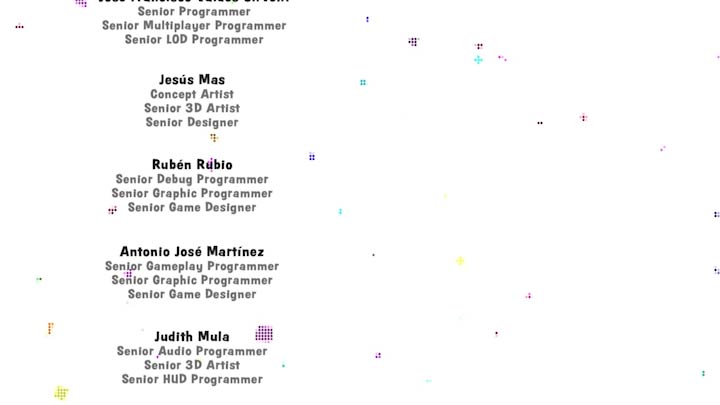 Senior Programmer
Senior Multiplayer Programmer
Senior LOD Programmer
Jesús Mas
Concept Artist
Senior 3D Artist
Senior Designer
Rubén Rubio
Senior Debug Programmer
Senior Graphic Programmer
Senior Game Designer
Antonio José Martínez
Senior Gameplay Programmer
Senior Graphic Programmer
Senior Game Designer
Judith Mula
Senior Audio Programmer
Senior 3D Artist
Senior HUD Programmer